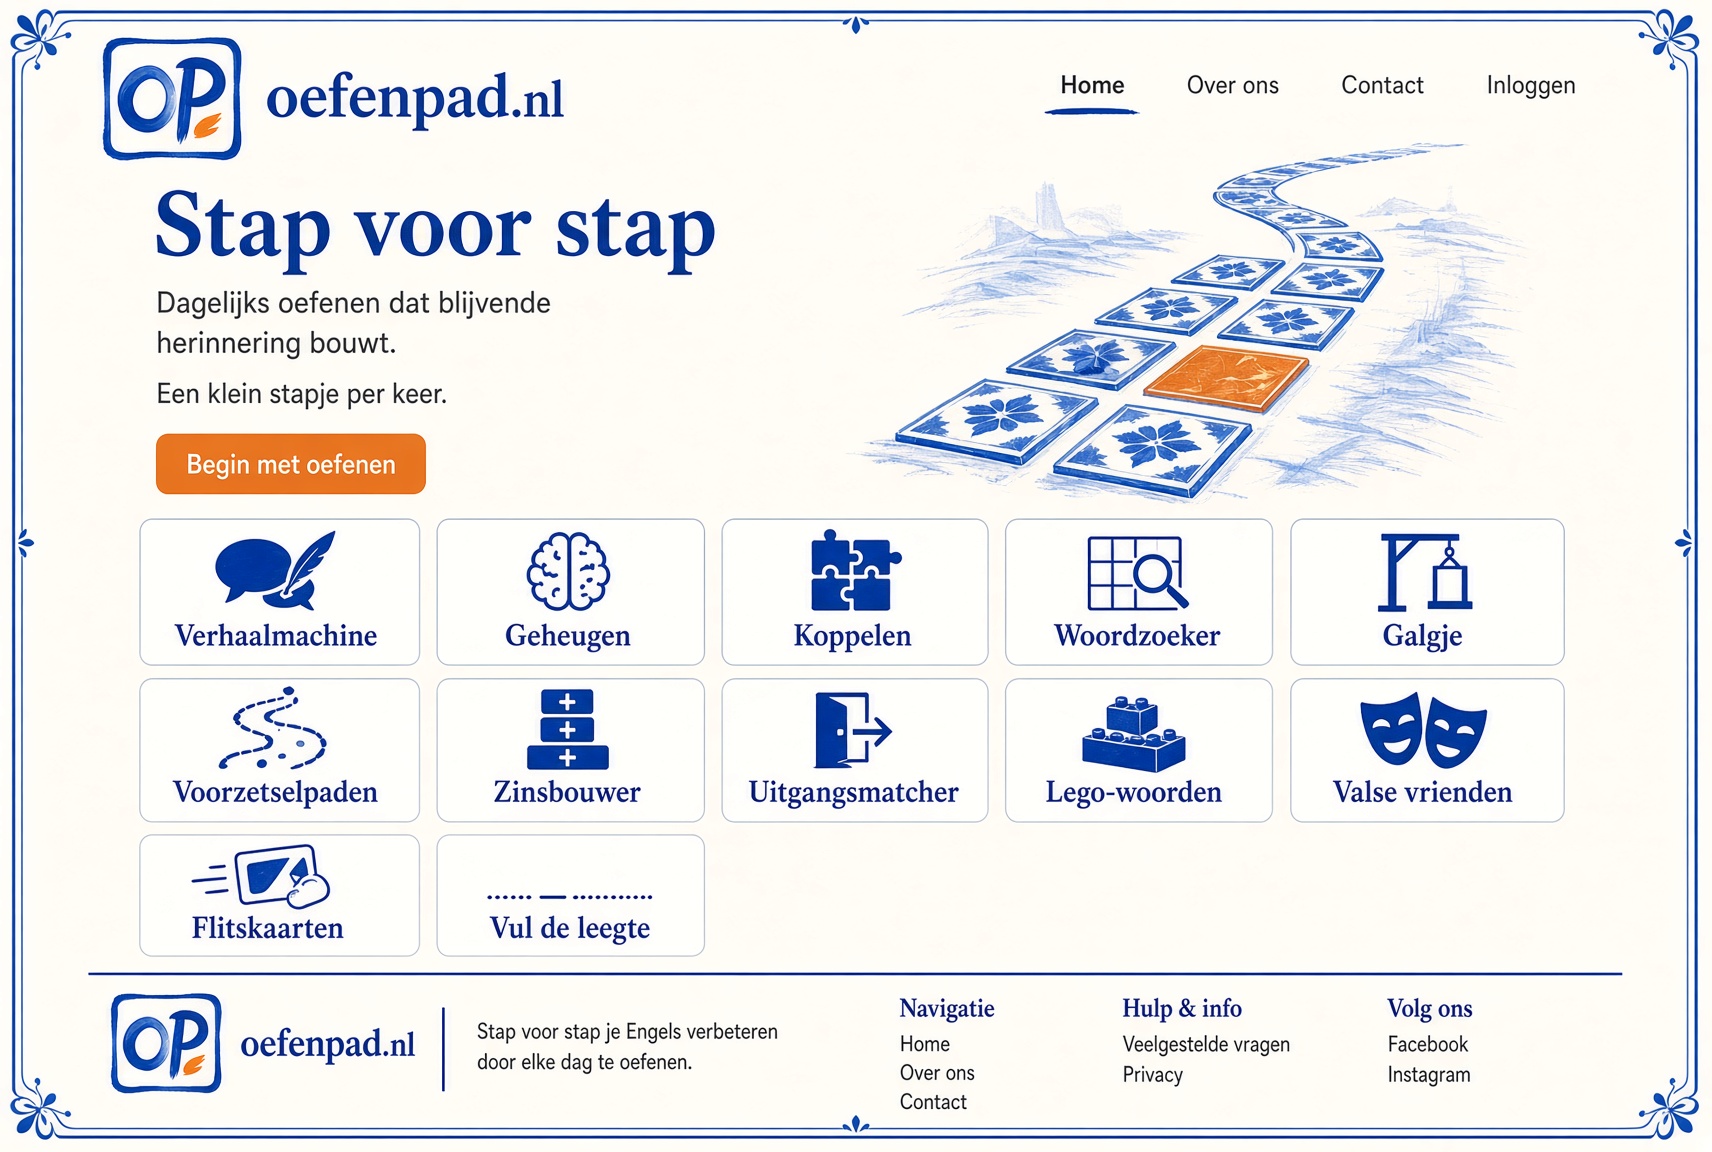 OP oefenpad.nl
Home Over ons Contact Inloggen
Stap voor stap
Dagelijks oefenen dat blijvende
herinnering bouwt.
Een klein stapje per keer.
Begin met oefenen
Verhaalmachine
Geheugen
Koppelen
Woordzoeker
Galgje
Voorzetselpaden
Zinsbouwer
Uitgangsmatcher
Lego-woorden
Valse vrienden
Flitskaarten
Vul de leegte
OP oefenpad.nl
Stap voor stap je Engels verbeteren
door elke dag te oefenen.
Navigatie
Home
Over ons
Contact
Hulp & info
Veelgestelde vragen
Privacy
Volg ons
Facebook
Instagram